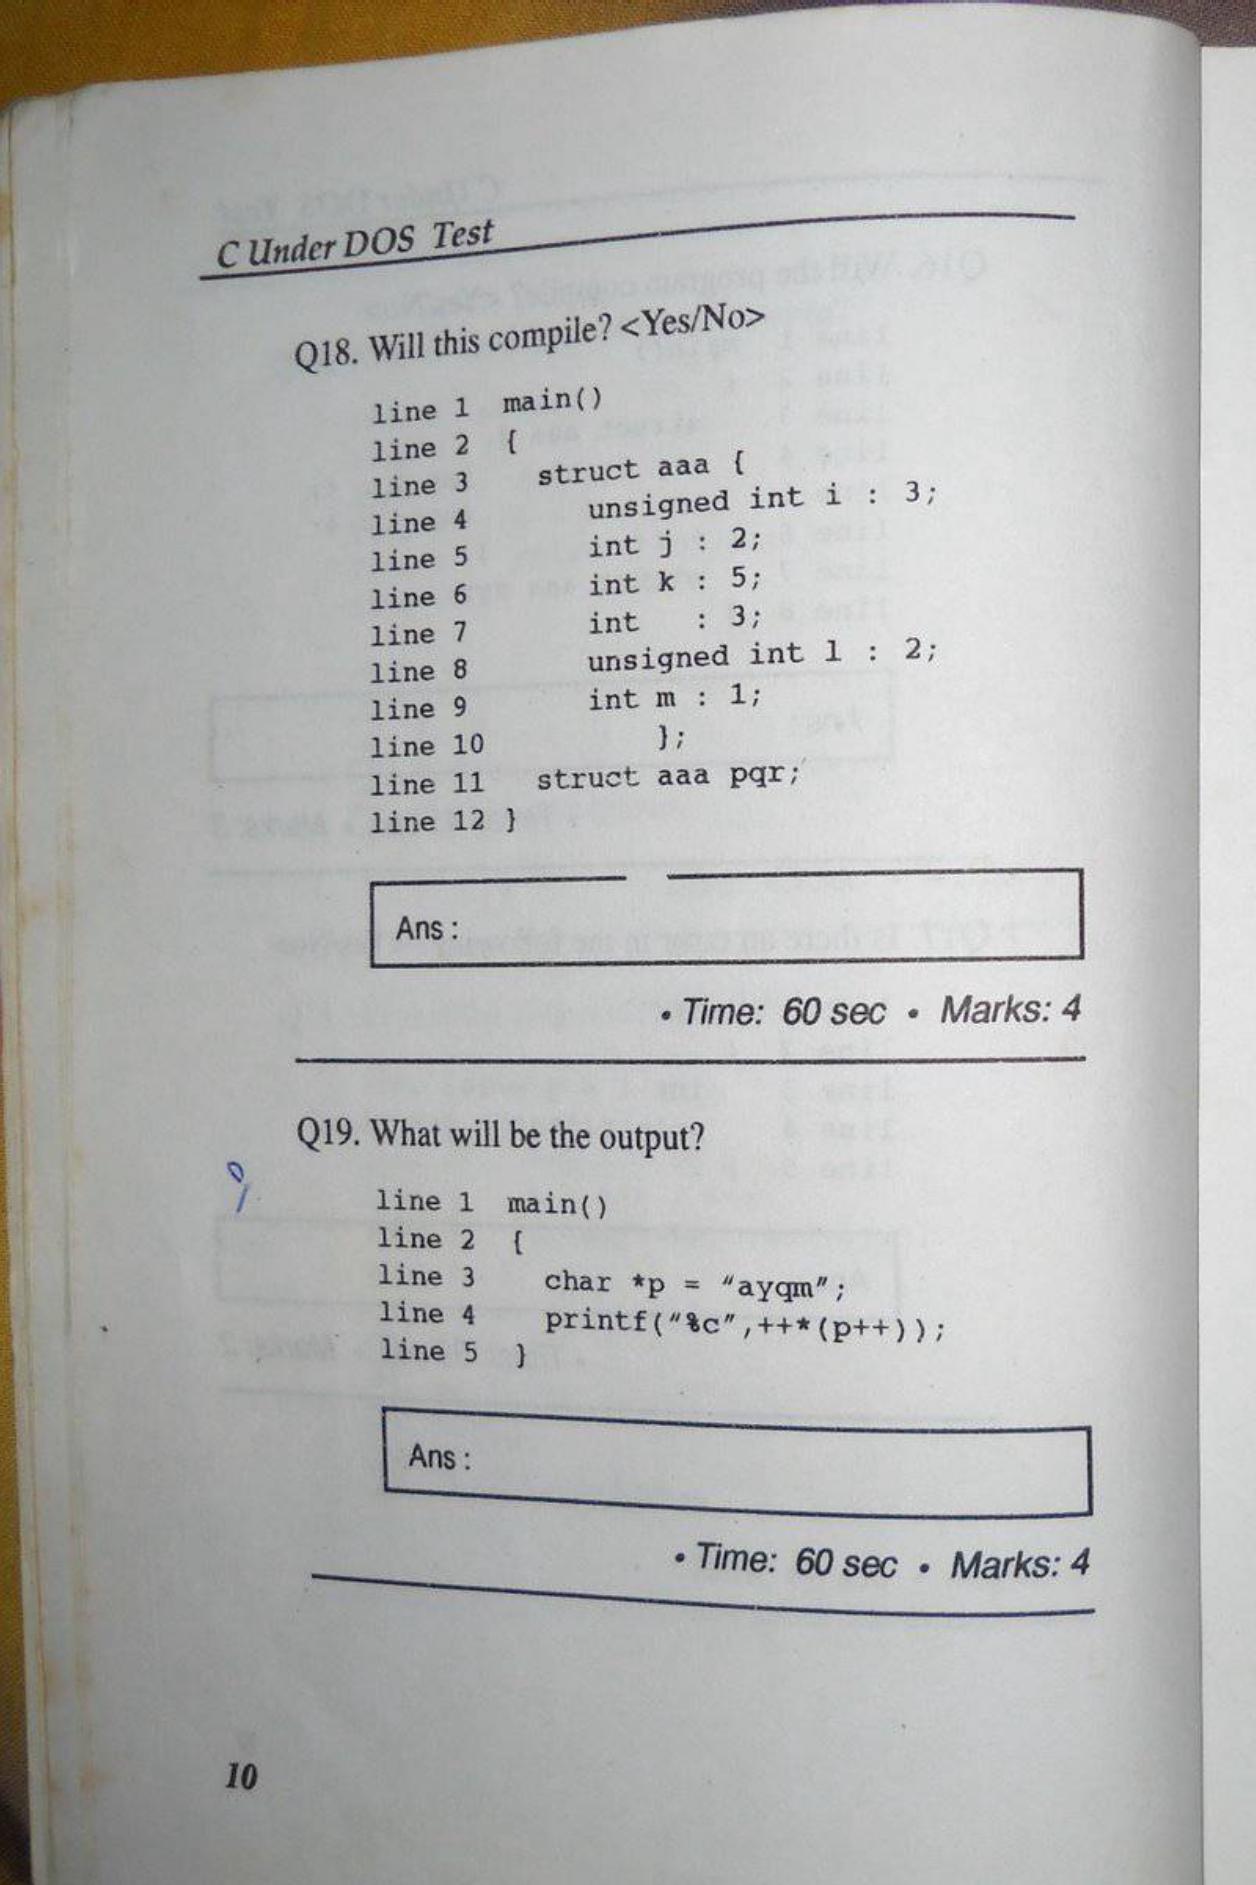 C Under DOS Test
Q18. Will this compile? <Yes/No>
line 1 main()
line 2 {
line 3 struct aaa {
line 4 unsigned int i : 3;
line 5 int j : 2;
line 6 int k : 5;
line 7 int : 3;
line 8 unsigned int l : 2;
line 9 int m : 1;
line 10 };
line 11 struct aaa pqr;
line 12 }
Ans :
• Time: 60 sec • Marks: 4
Q19. What will be the output?
line 1 main()
line 2 {
line 3 char *p = “ayqm”;
line 4 printf(“%c”,++*(p++));
line 5 }
Ans :
• Time: 60 sec • Marks: 4
10